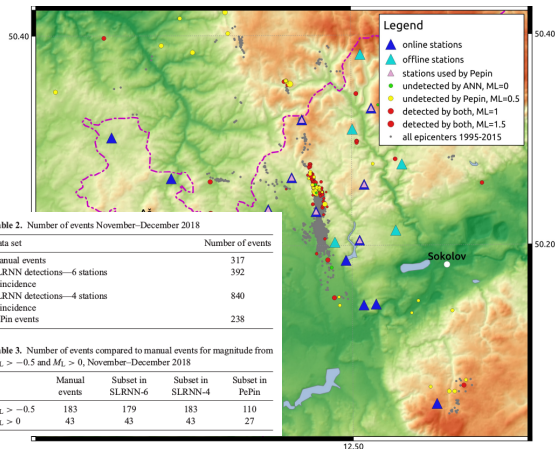 50.40
50.40
Legend
online stations
offline stations
stations used by Pepin
undetected by ANN, ML=0
undetected by Pepin, ML=0.5
detected by both, ML=1
detected by both, ML=1.5
all epicenters 1995-2015
50.20
Sokolov
12.50
ble 2. Number of events November–December 2018
ata set Number of events
anual events 317
LRNN detections—6 stations 392
incidence
LRNN detections—4 stations 840
incidence
Pin events 238
ble 3. Number of events compared to manual events for magnitude from
L > −0.5 and ML > 0, November–December 2018
Manual events Subset in SLRNN-6 Subset in SLRNN-4 Subset in PePin
L > −0.5 183 179 183 110
L > 0 43 43 43 27